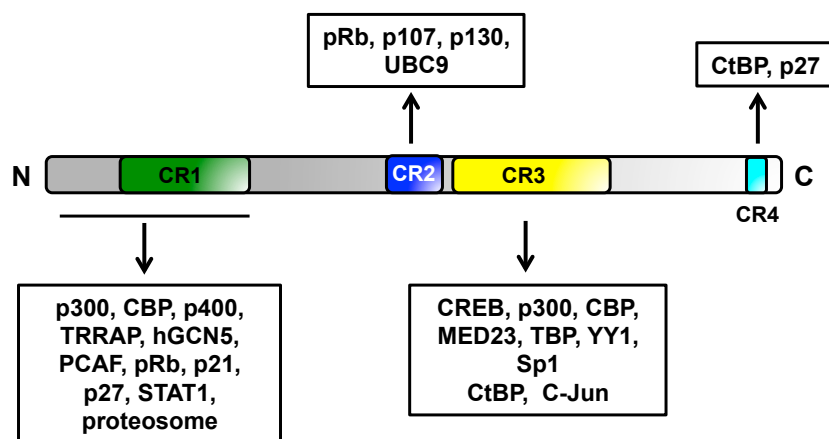 pRb, p107, p130,
UBC9
CtBP, p27
N
CR1
CR2
CR3
C
CR4
p300, CBP, p400,
TRRAP, hGCN5,
PCAF, pRb, p21,
p27, STAT1,
proteosome
CREB, p300, CBP,
MED23, TBP, YY1,
Sp1
CtBP, C-Jun